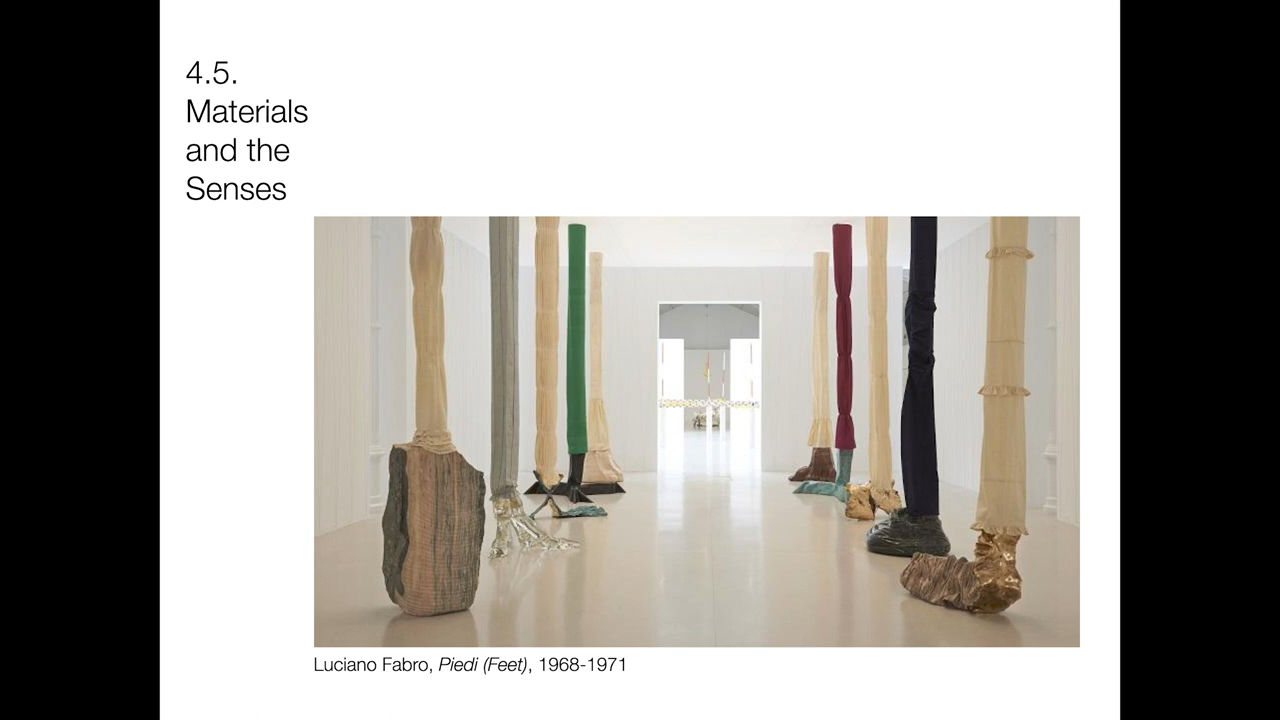 4.5.
Materials
and the
Senses
Luciano Fabro, Piedi (Feet), 1968-1971